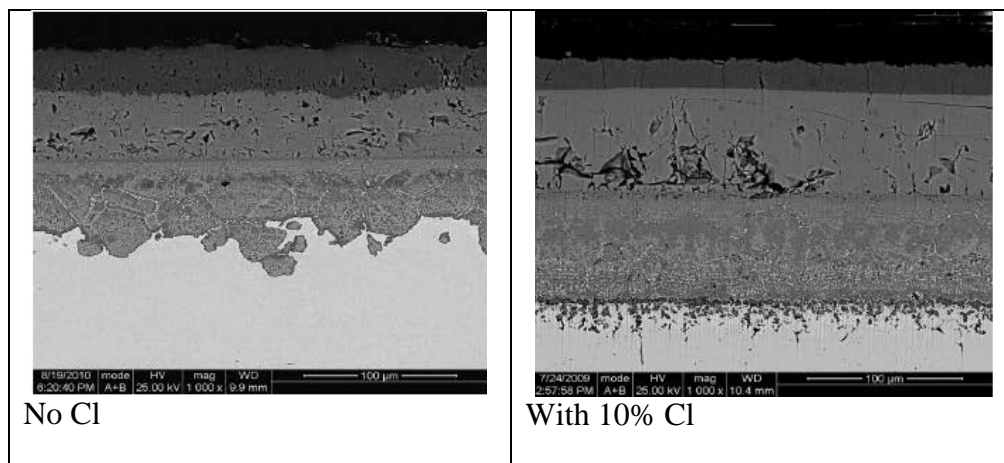 8/19/2010 mode HV mag WD 100 µm
6:20:40 PM A+B 25.00 kV 1 000 x 9.9 mm
No Cl
7/24/2009 mode HV mag WD 100 µm
2:57:58 PM A+B 25.00 kV 1 000 x 10.4 mm
With 10% Cl